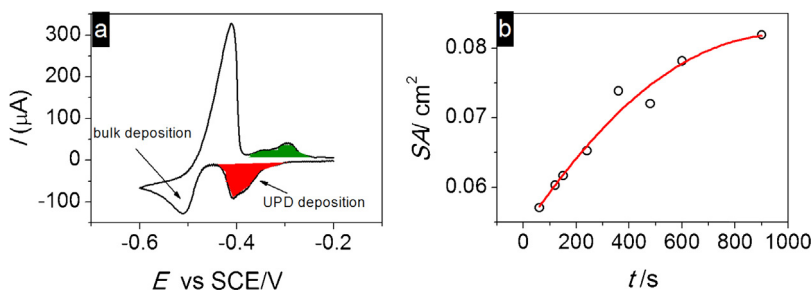 a
300
200
100
0
-100
I (µA)
bulk deposition
UPD deposition
-0.6
-0.4
-0.2
E vs SCE/V
b
0.08
0.07
0.06
SA/ cm²
0
200
400
600
800
1000
t/s